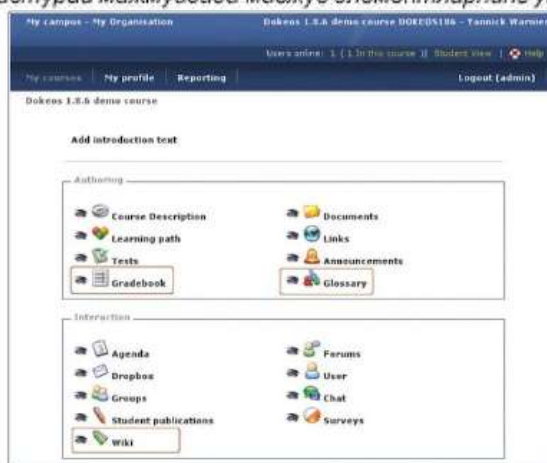 My campus - My Organisation Dokeos 1.8.6 demo course DOKEOS186 - Yannick Warnier
Users online: 1 ( 1 In this course )| Student View | Help
My courses My profile Reporting Logout (admin)
Dokeos 1.8.6 demo course
Add introduction text
Authoring
Course Description Documents
Learning path Links
Tests Announcements
Gradebook Glossary
Interaction
Agenda Forums
Dropbox User
Groups Chat
Student publications Surveys
Wiki